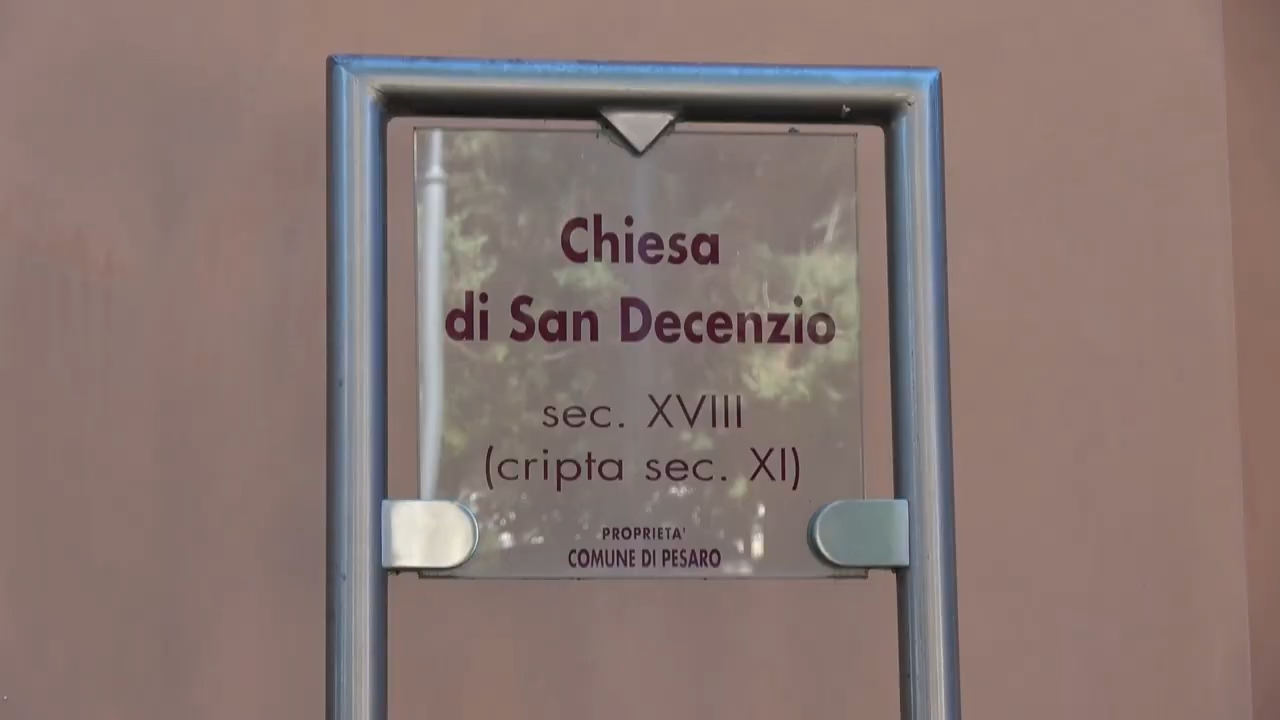 Chiesa
di San Decenzio
sec. XVIII
(cripta sec. XI)
PROPRIETA'
COMUNE DI PESARO